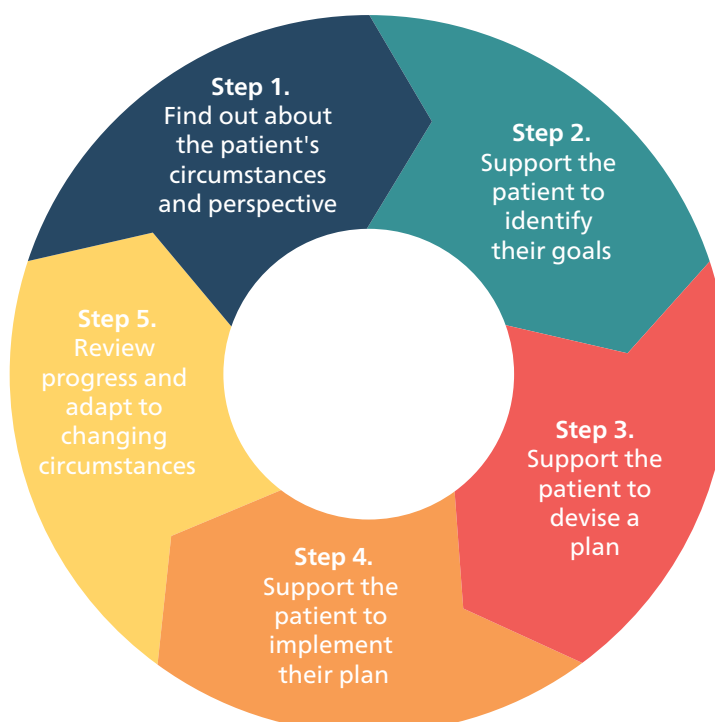 Step 1.
Find out about
the patient's
circumstances
and perspective
Step 2.
Support the
patient to
identify
their goals
Step 3.
Support the
patient to
devise a
plan
Step 4.
Support the
patient to
implement
their plan
Step 5.
Review
progress and
adapt to
changing
circumstances